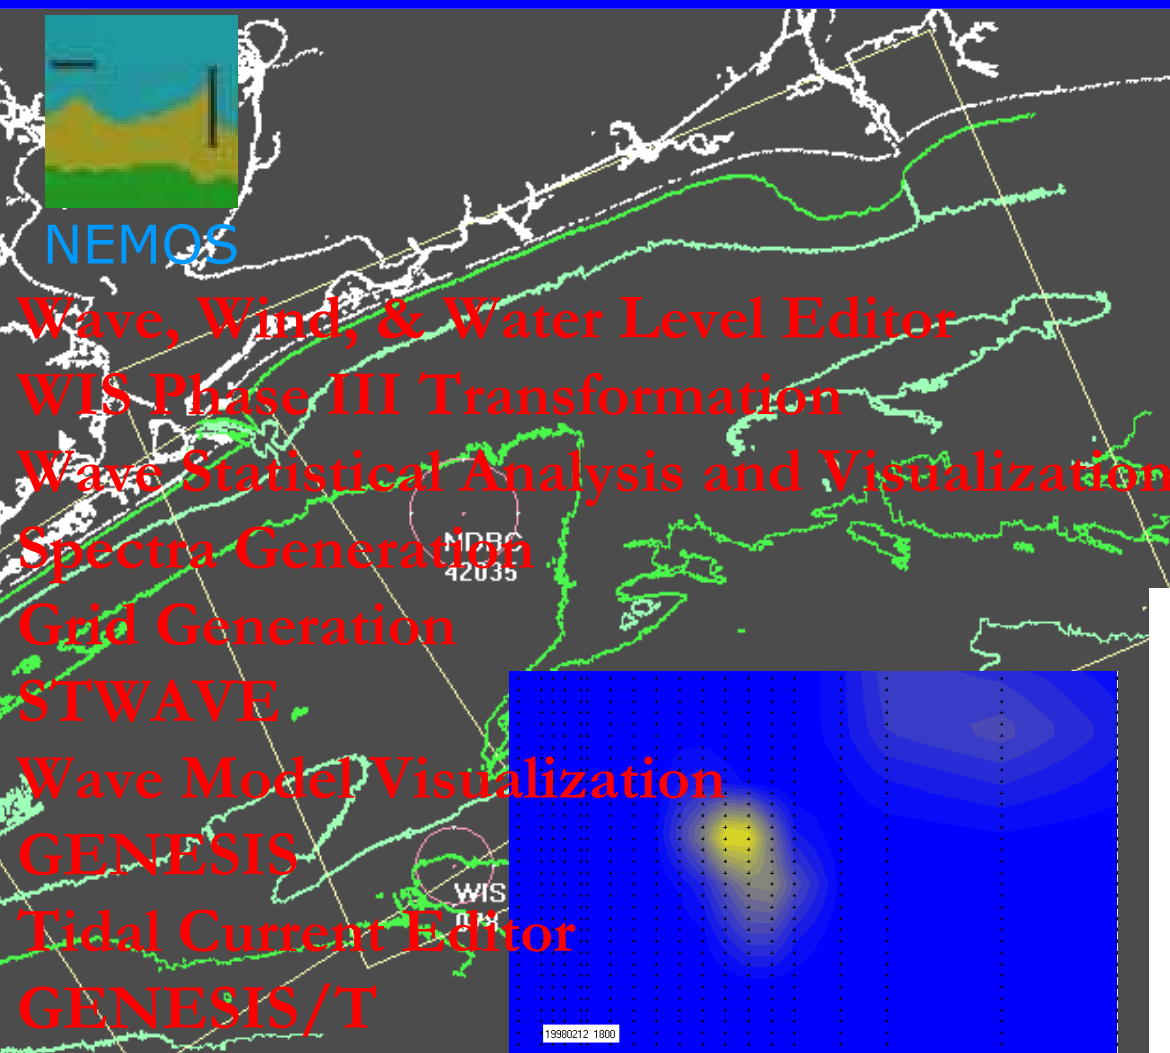 NEMOS
Wave, Wind, & Water Level Editor
WIS Phase III Transformation
Wave Statistical Analysis and Visualization
Spectra Generation
NDBC
42035
Grid Generation
STWAVE
Wave Model Visualization
GENESIS
WIS
Tidal Current Editor
GENESIS/T
19980212 1800